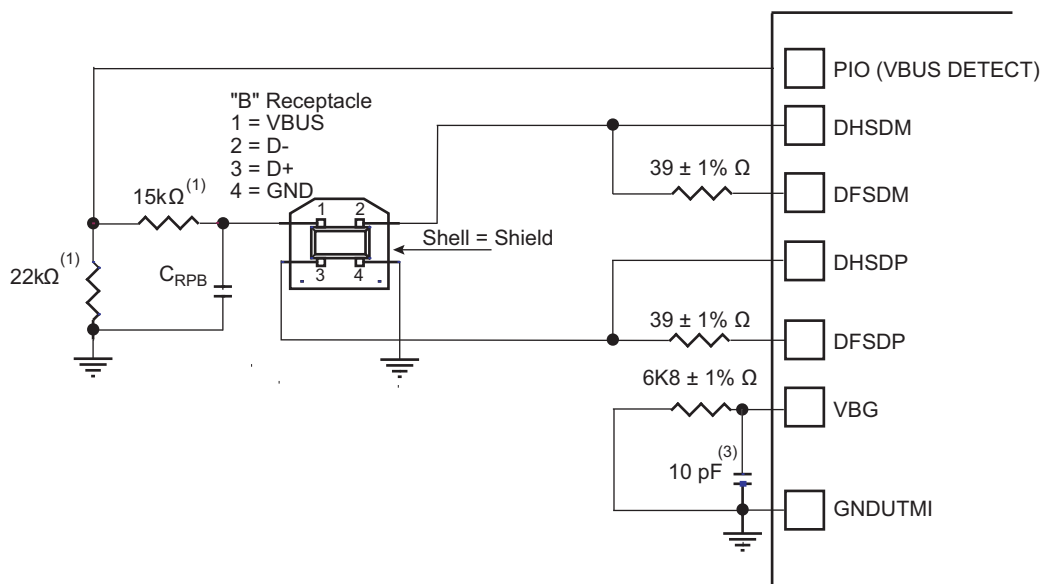 PIO (VBUS DETECT)
"B" Receptacle
1 = VBUS
2 = D-
3 = D+
4 = GND
DHSDM
39 ± 1% Ω
DFSDM
15kΩ(1)
1 2
Shell = Shield
3 4
DHSDP
22kΩ(1)
CRPB
39 ± 1% Ω
DFSDP
6K8 ± 1% Ω
VBG
10 pF(3)
GNDUTMI